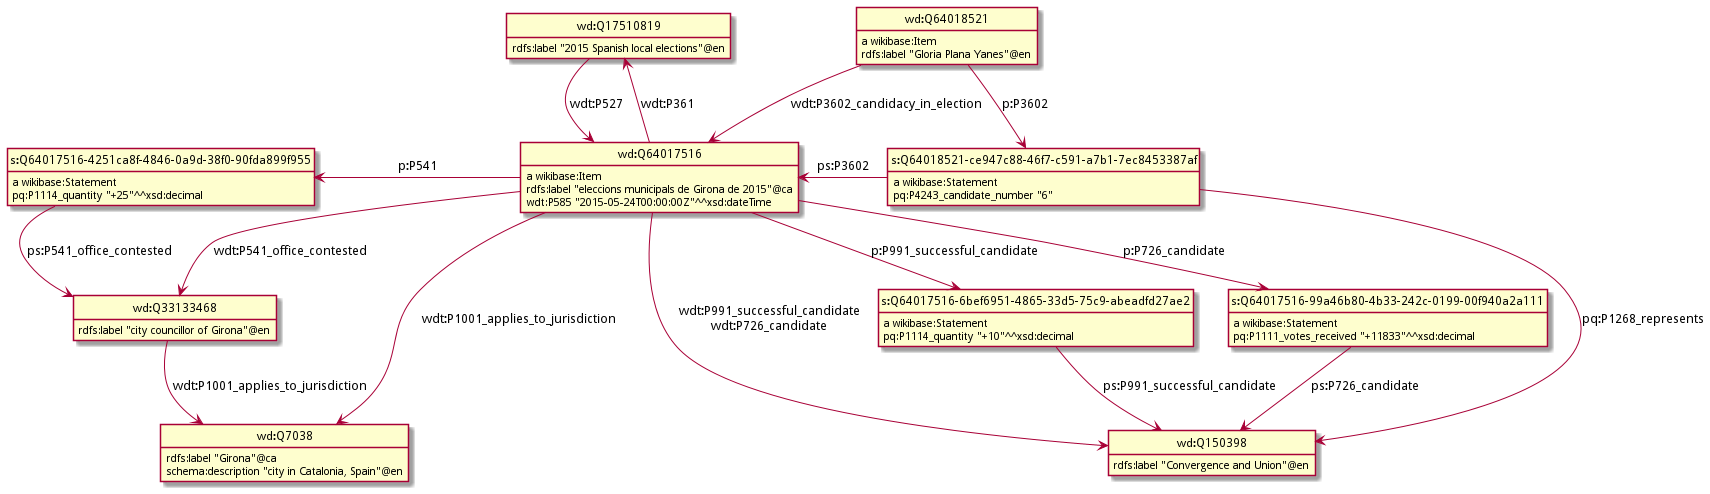 wd:Q17510819
rdfs:label "2015 Spanish local elections"@en
wd:Q64018521
a wikibase:Item
rdfs:label "Gloria Plana Yanes"@en
wdt:P527
wdt:P361
wdt:P3602_candidacy_in_election
p:P3602
s:Q64017516-4251ca8f-4846-0a9d-38f0-90fda899f955
a wikibase:Statement
pq:P1114_quantity "+25"^^xsd:decimal
p:P541
wd:Q64017516
a wikibase:Item
rdfs:label "eleccions municipals de Girona de 2015"@ca
wdt:P585 "2015-05-24T00:00:00Z"^^xsd:dateTime
ps:P3602
s:Q64018521-ce947c88-46f7-c591-a7b1-7ec8453387af
a wikibase:Statement
pq:P4243_candidate_number "6"
ps:P541_office_contested
wdt:P541_office_contested
p:P991_successful_candidate
p:P726_candidate
wd:Q33133468
rdfs:label "city councillor of Girona"@en
wdt:P1001_applies_to_jurisdiction
wdt:P991_successful_candidate
wdt:P726_candidate
s:Q64017516-6bef6951-4865-33d5-75c9-abeadfd27ae2
a wikibase:Statement
pq:P1114_quantity "+10"^^xsd:decimal
s:Q64017516-99a46b80-4b33-242c-0199-00f940a2a111
a wikibase:Statement
pq:P1111_votes_received "+11833"^^xsd:decimal
pq:P1268_represents
wdt:P1001_applies_to_jurisdiction
ps:P991_successful_candidate
ps:P726_candidate
wd:Q7038
rdfs:label "Girona"@ca
schema:description "city in Catalonia, Spain"@en
wd:Q150398
rdfs:label "Convergence and Union"@en